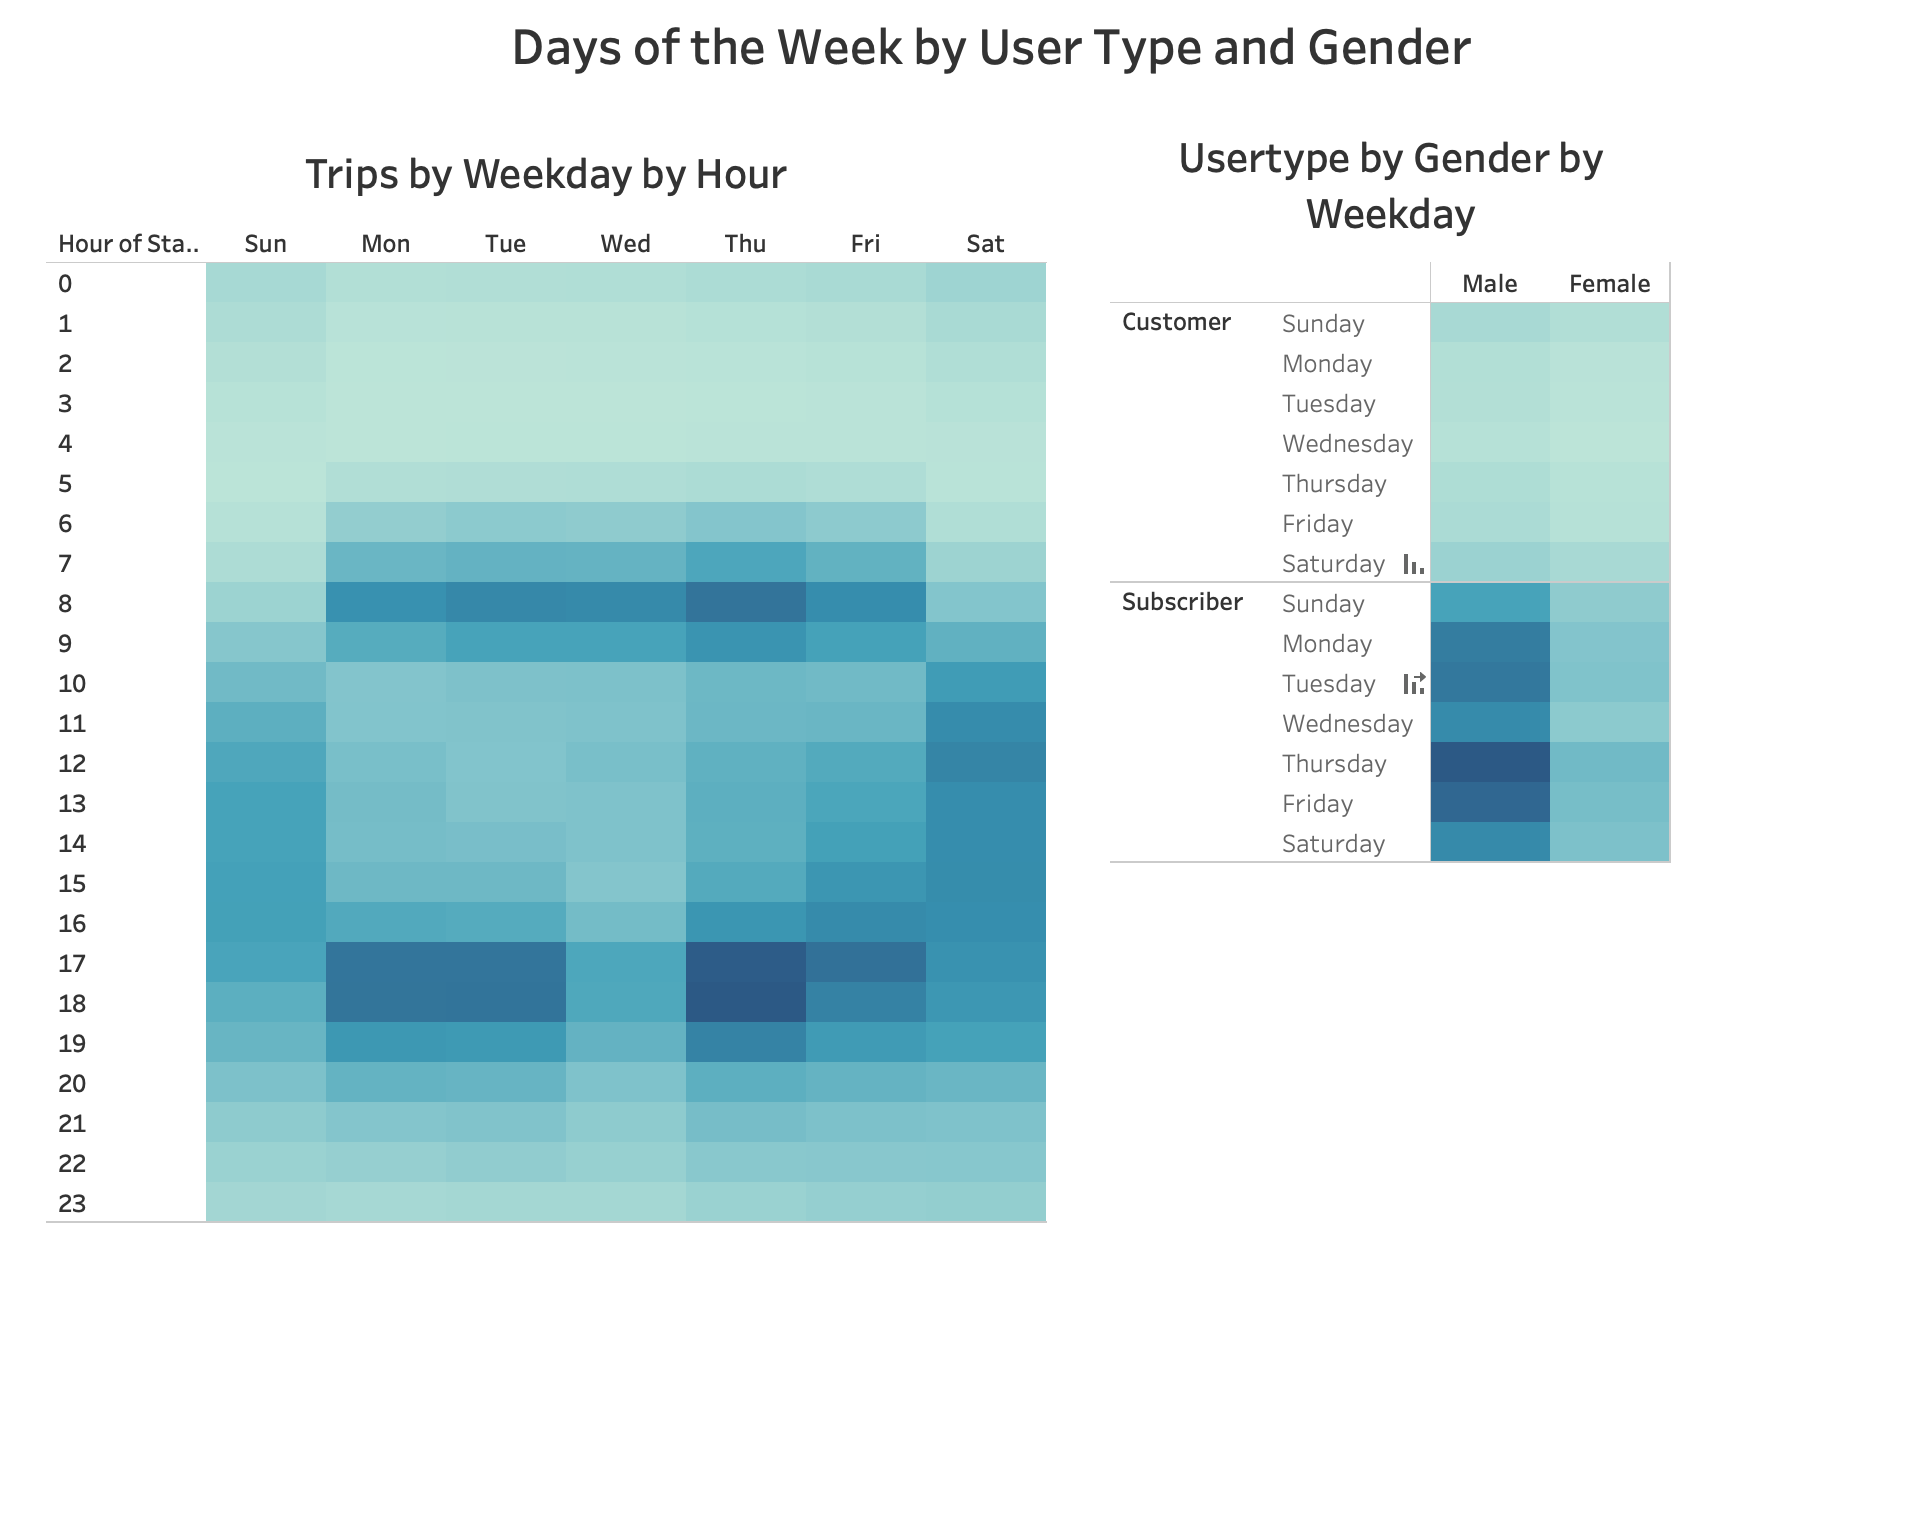 Days of the Week by User Type and Gender
Trips by Weekday by Hour
Hour of Sta.. Sun Mon Tue Wed Thu Fri Sat
0
1
2
3
4
5
6
7
8
9
10
11
12
13
14
15
16
17
18
19
20
21
22
23
Usertype by Gender by
Weekday
Male Female
Customer Sunday
Monday
Tuesday
Wednesday
Thursday
Friday
Saturday
Subscriber Sunday
Monday
Tuesday
Wednesday
Thursday
Friday
Saturday